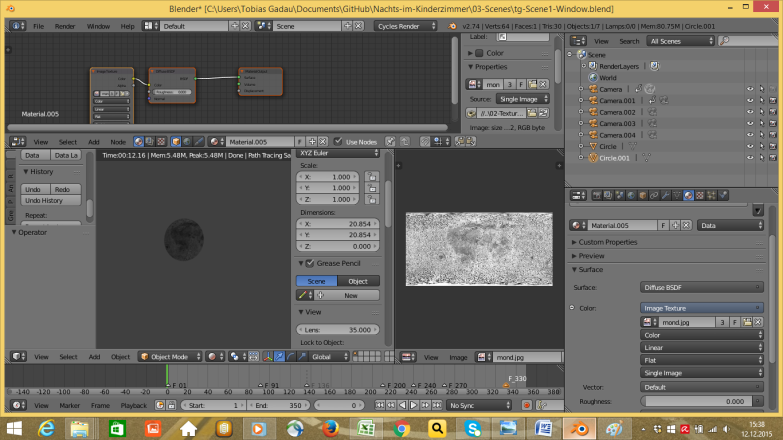 Blender* [C:\Users\Tobias Gadau\Documents\GitHub\Nachts-im-Kinderzimmer\03-Scenes\tg-Scene1-Window.blend]
File Render Window Help Default Scene Cycles Render v2.74 | Verts:64 | Faces:1 | Tris:30 | Objects:1/7 | Lamps:0/0 | Mem:80.75M | Circle.001
View Search All Scenes
Label:
Color
Properties
mon 3 F
Source: Single Image
//.\02-Textur...
Image: size ...2, RGB byte
Material.005
View Select Add Node Material.005 F Use Nodes
Scene
RenderLayers
World
Camera
Camera.001
Camera.002
Camera.003
Camera.004
Circle
Circle.001
Data Data La
History
Undo Redo
Undo History
Repeat:
Operator
Time:00:12.16 | Mem:5.48M, Peak:5.48M | Done | Path Tracing Sa
XYZ Euler
Scale:
X: 1.000
Y: 1.000
Z: 1.000
Dimensions:
X: 20.854
Y: 20.854
Z: 0.000
Grease Pencil
Scene Object
New
View
Lens: 35.000
Lock to Object:
Material.005 F Data
Custom Properties
Preview
Surface
Surface: Diffuse BSDF
Color: Image Texture
mond.jpg 3 F
Color
Linear
Flat
Single Image
Vector: Default
Roughness: 0.000
View Select Add Object Object Mode Global
View Image mond.jpg
F_01 F_91 F_136 F_200 F_240 F_270 F_330
-140 -120 -100 -80 -60 -40 -20 0 20 40 60 80 100 120 140 160 180 200 220 240 260 280 300 320 340 360 380
View Marker Frame Playback Start: 1 End: 350 0 No Sync
15:38
12.12.2015